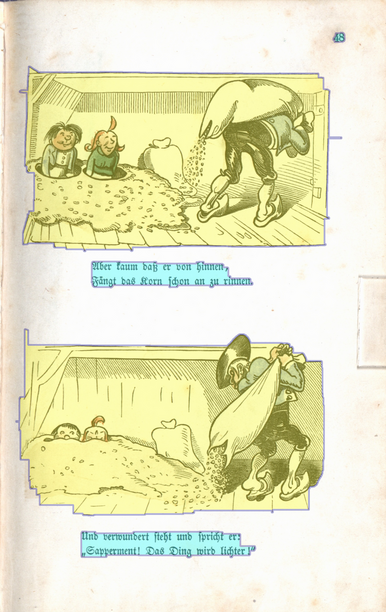 Aber kaum daß er von hinnen,
Fängt das Korn schon an zu rinnen.
Und verwundert steht und spricht er:
„Sapperment! Das Ding wird lichter!“